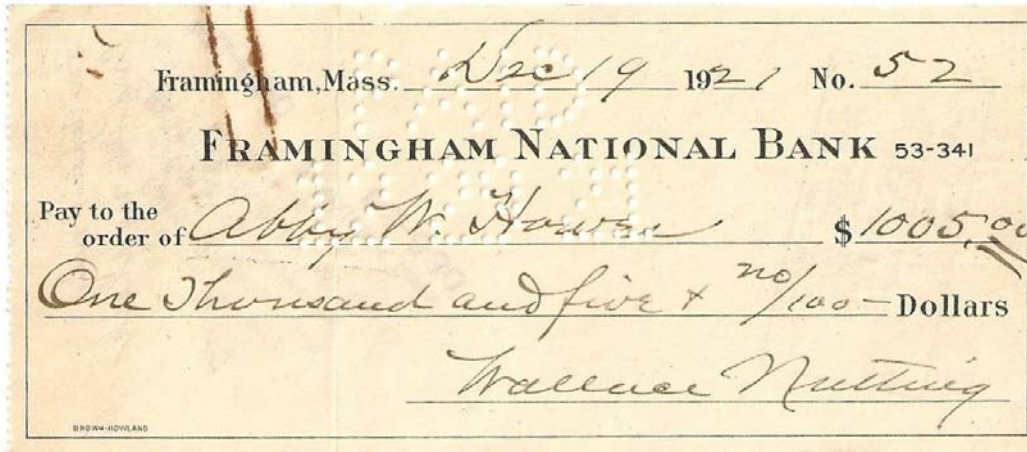 Framingham, Mass. Dec 19 1921 No. 52
FRAMINGHAM NATIONAL BANK 53-341
Pay to the
order of Abby W. $1005.00
One Thousand and five + no/100 Dollars
Wallace Nutting
BROWN-HOWLAND